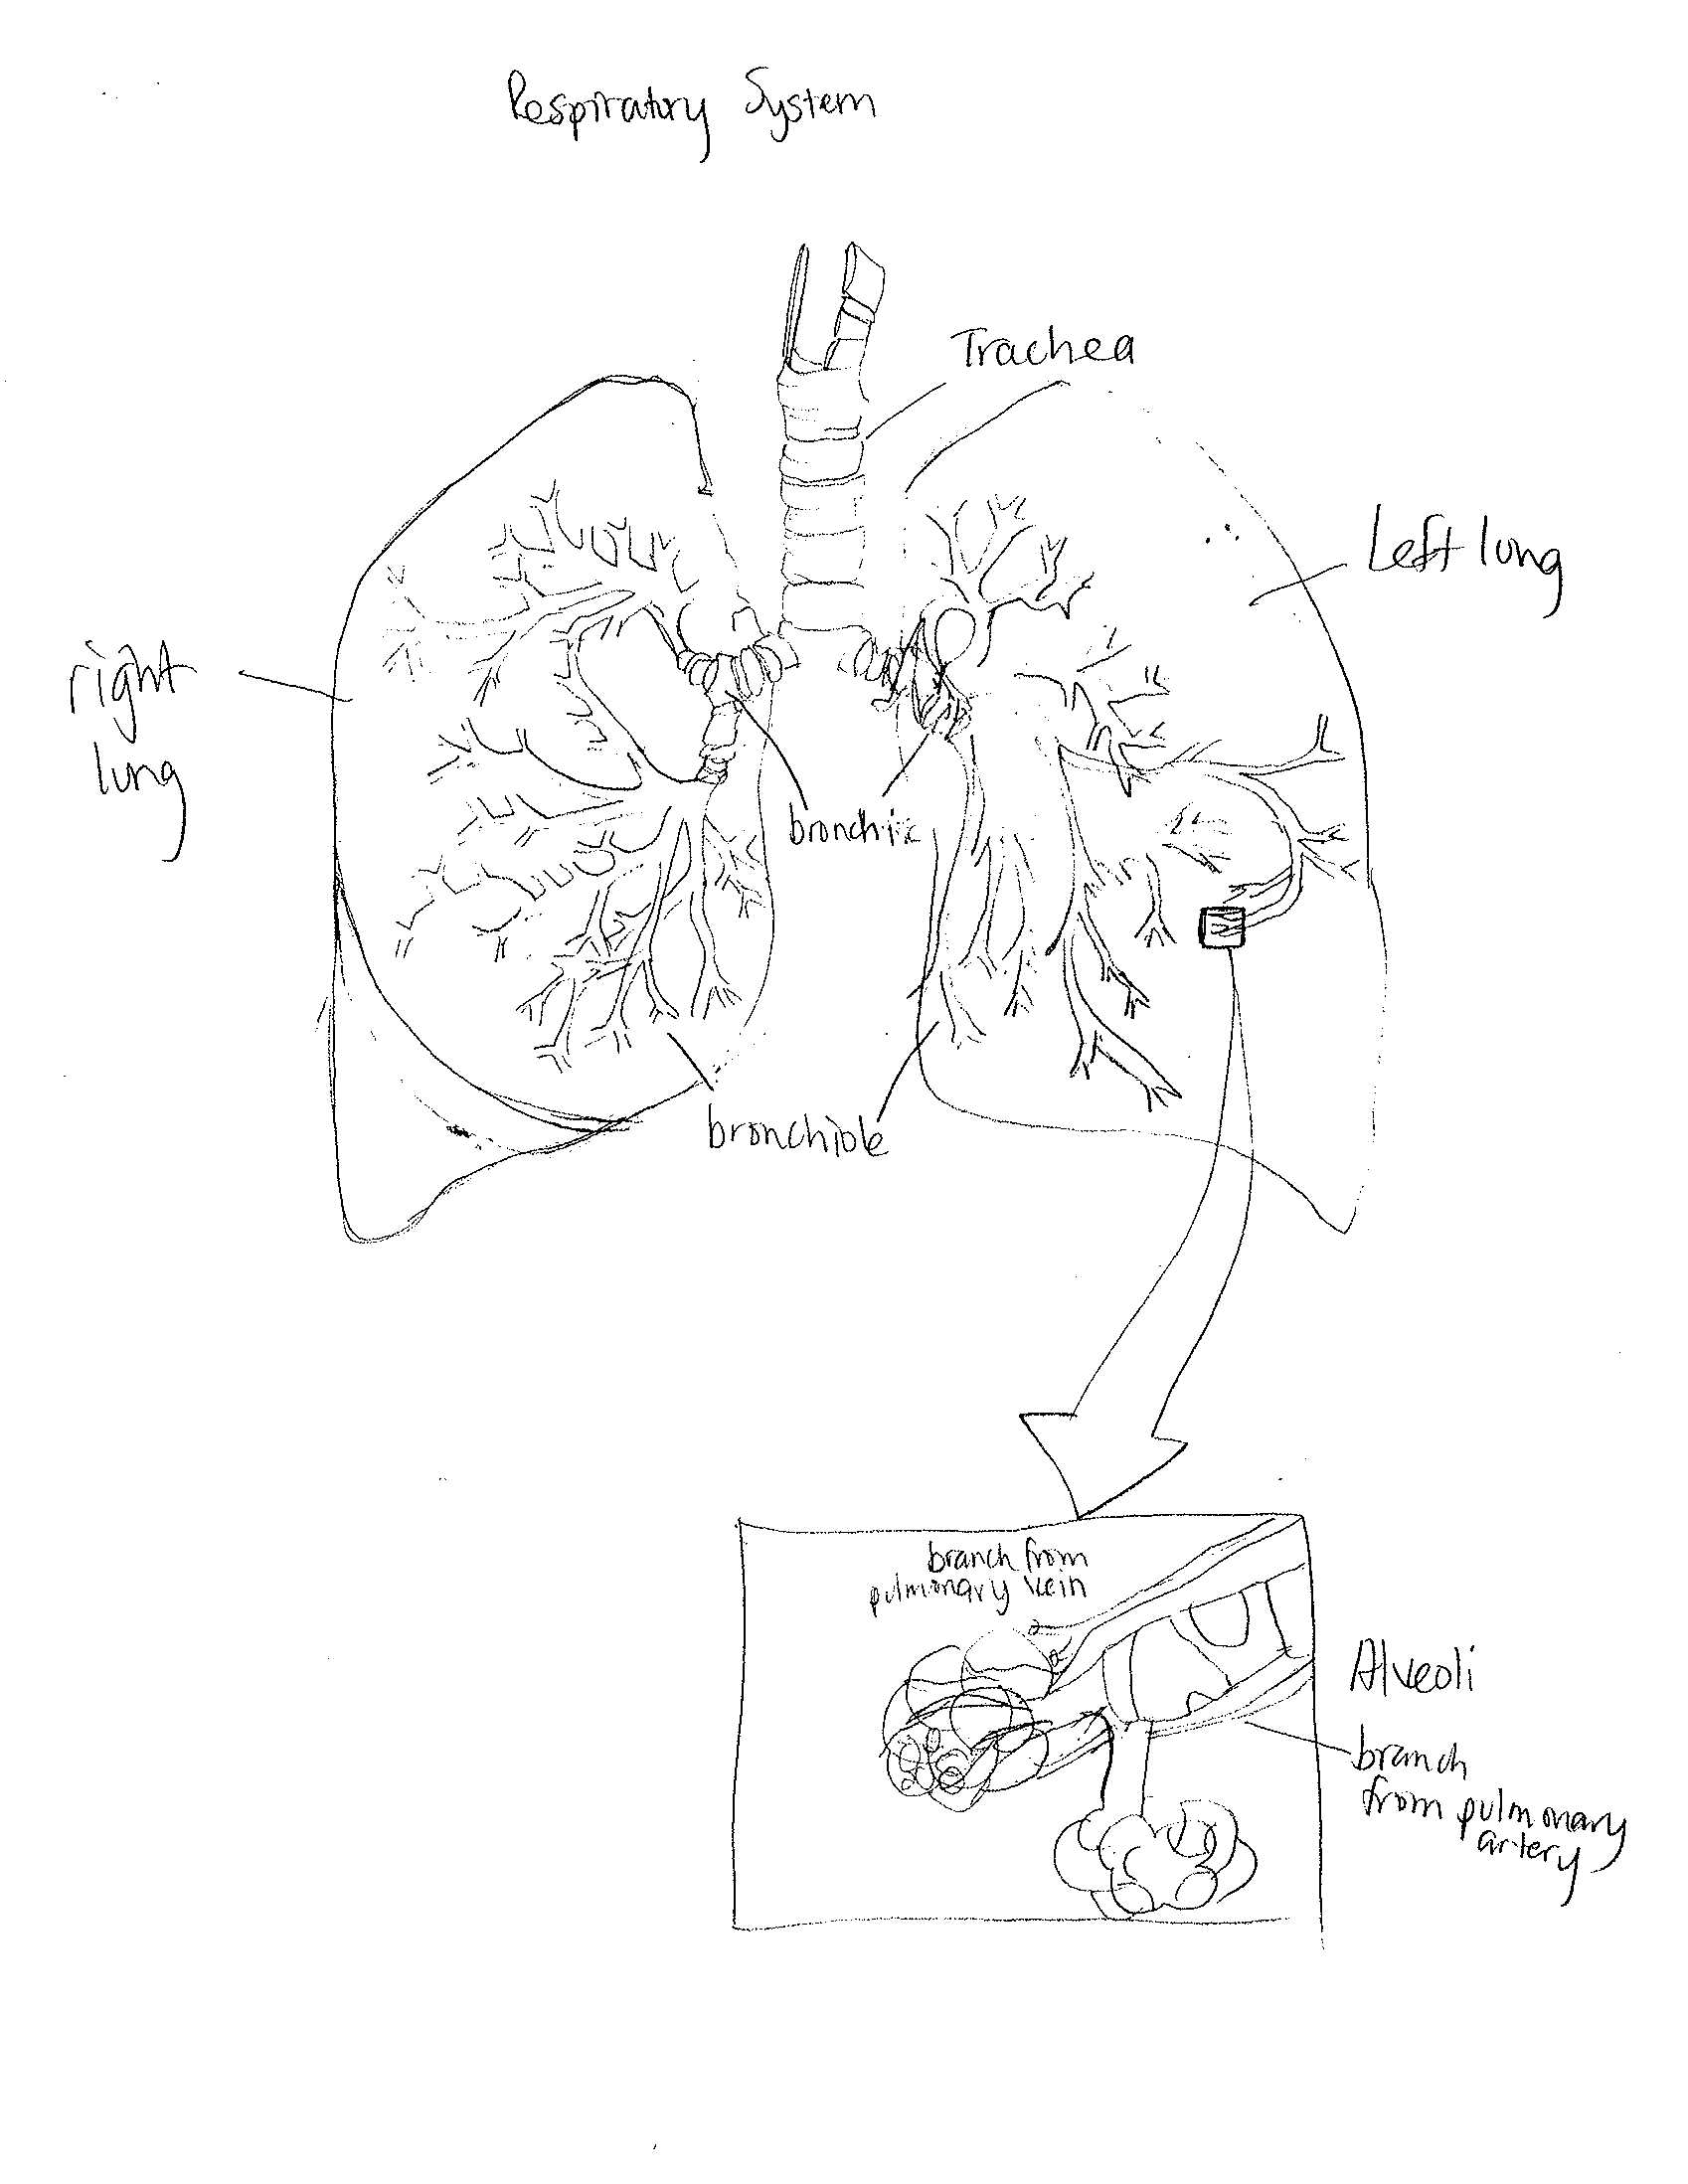 Respiratory System
Trachea
Left lung
right
lung
bronchi
bronchiole
branch from
pulmonary vein
Alveoli
branch
from pulmonary
artery